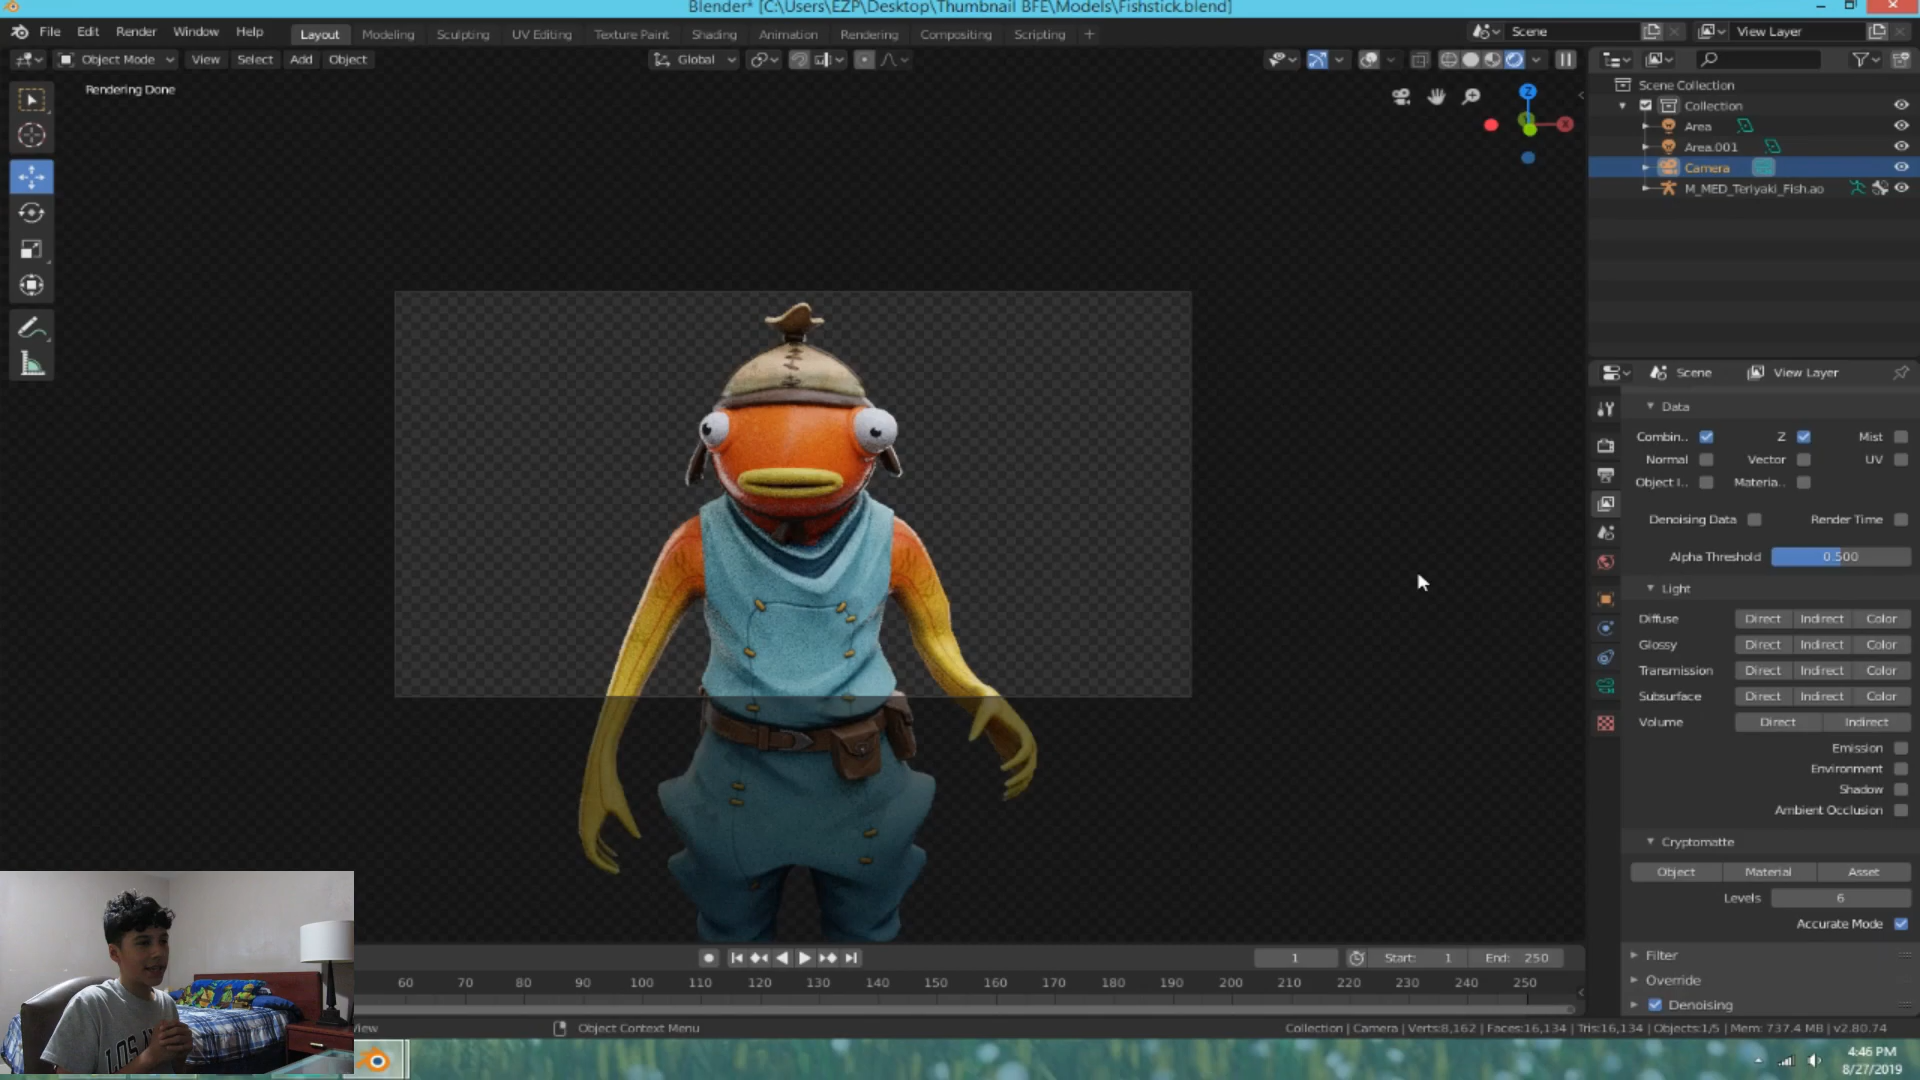 Blender* [C:\Users\EZP\Desktop\Thumbnail BFE\Models\Fishstick.blend]
File Edit Render Window Help Layout Modeling Sculpting UV Editing Texture Paint Shading Animation Rendering Compositing Scripting + Scene View Layer
Object Mode View Select Add Object Global
Rendering Done
Z
X
Scene Collection
Collection
Area
Area.001
Camera
M_MED_Teriyaki_Fish.ao
Scene View Layer
Data
Combin.. Z Mist
Normal Vector UV
Object I.. Materia..
Denoising Data Render Time
Alpha Threshold 0.500
Light
Diffuse Direct Indirect Color
Glossy Direct Indirect Color
Transmission Direct Indirect Color
Subsurface Direct Indirect Color
Volume Direct Indirect
Emission
Environment
Shadow
Ambient Occlusion
Cryptomatte
Object Material Asset
Levels 6
Accurate Mode
Filter
Override
Denoising
1 Start: 1 End: 250
60 70 80 90 100 110 120 130 140 150 160 170 180 190 200 210 220 230 240 250
View Object Context Menu Collection | Camera | Verts:8,162 | Faces:16,134 | Tris:16,134 | Objects:1/5 | Mem: 737.4 MB | v2.80.74
LOS
4:46 PM
8/27/2019